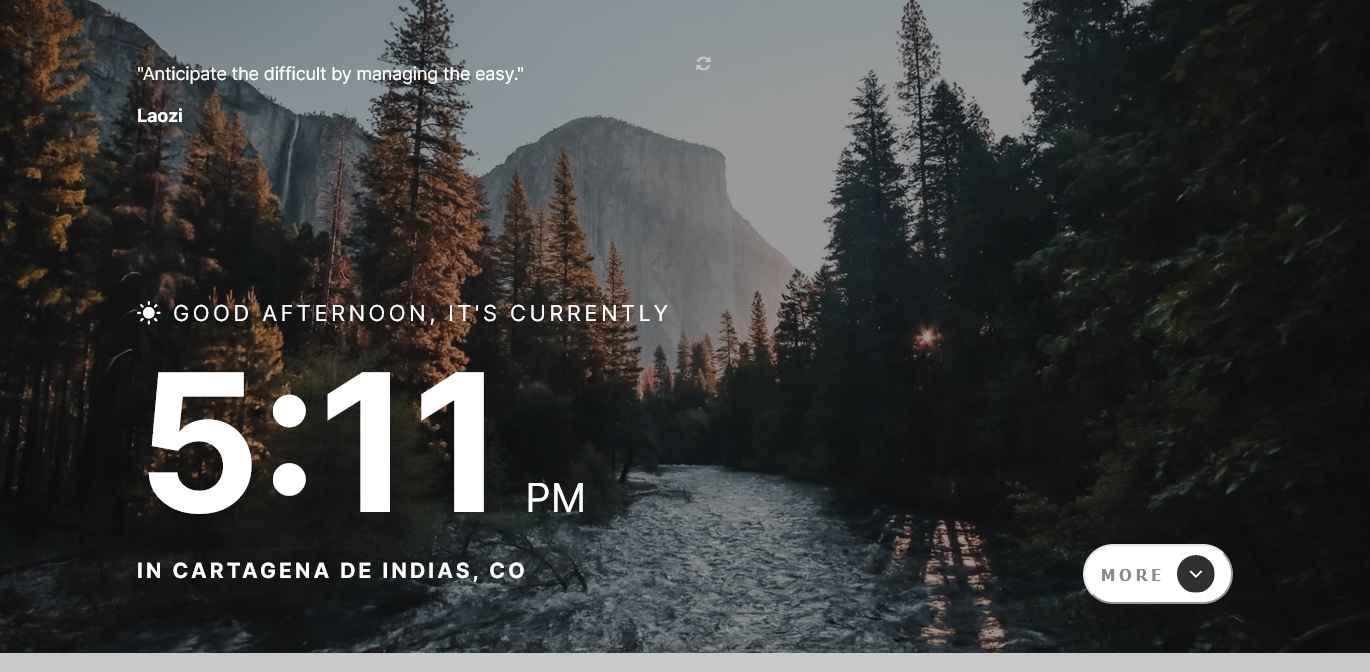 "Anticipate the difficult by managing the easy."
Laozi
GOOD AFTERNOON, IT'S CURRENTLY
5:11 PM
IN CARTAGENA DE INDIAS, CO
MORE